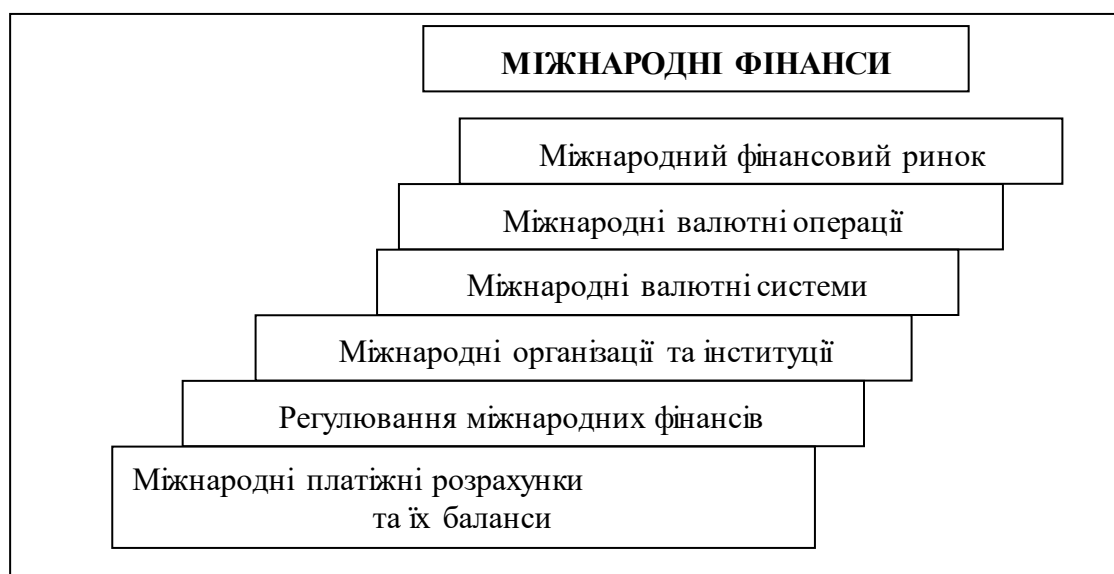 МІЖНАРОДНІ ФІНАНСИ
Міжнародний фінансовий ринок
Міжнародні валютні операції
Міжнародні валютні системи
Міжнародні організації та інституції
Регулювання міжнародних фінансів
Міжнародні платіжні розрахунки
та їх баланси